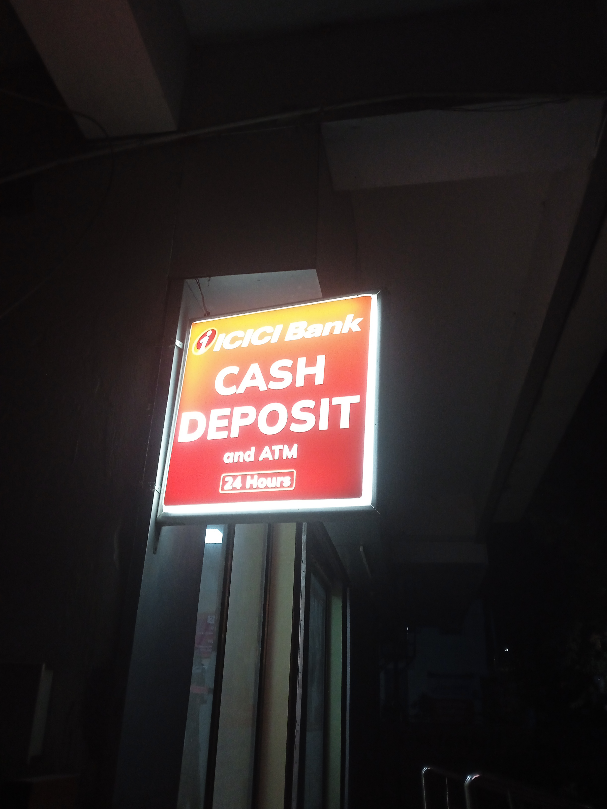 ICICI Bank
CASH
DEPOSIT
and ATM
24 Hours